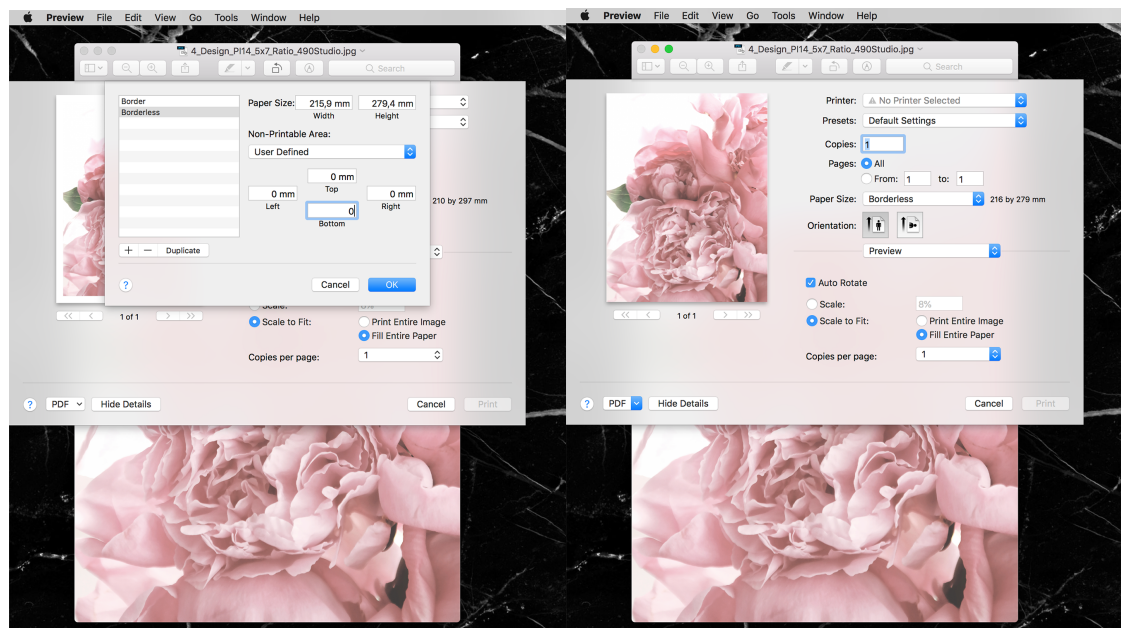 Preview File Edit View Go Tools Window Help
4_Design_PI14_5x7_Ratio_490Studio.jpg
Search
Border
Borderless
Paper Size: 215,9 mm 279,4 mm
Width Height
Non-Printable Area:
User Defined
0 mm
Top
0 mm 0 mm
Left Right
0
Bottom
210 by 297 mm
+ − Duplicate
? Cancel OK
Scale:
1 of 1
Scale to Fit: Print Entire Image
Fill Entire Paper
Copies per page: 1
? PDF Hide Details Cancel Print
Preview File Edit View Go Tools Window Help
4_Design_PI14_5x7_Ratio_490Studio.jpg
Search
Printer: No Printer Selected
Presets: Default Settings
Copies: 1
Pages: All
From: 1 to: 1
Paper Size: Borderless 216 by 279 mm
Orientation:
Preview
Auto Rotate
Scale: 8%
1 of 1
Scale to Fit: Print Entire Image
Fill Entire Paper
Copies per page: 1
? PDF Hide Details Cancel Print